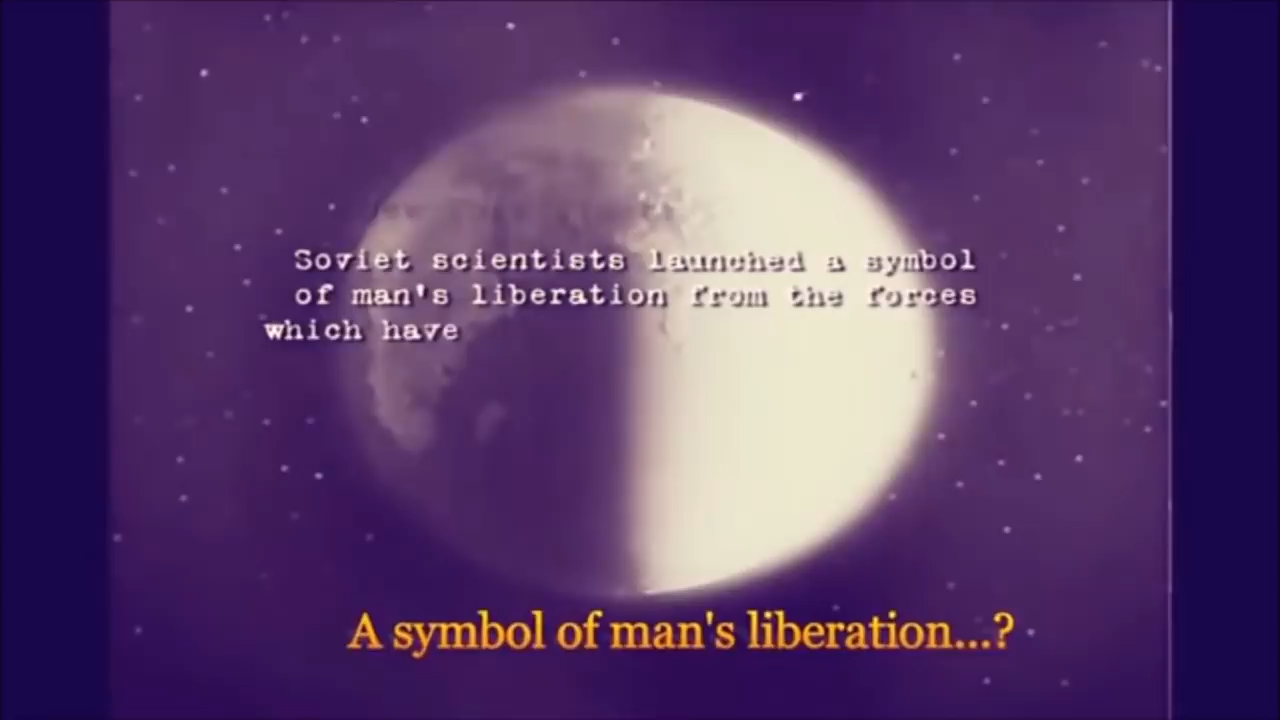 Soviet scientists launched a symbol
of man's liberation from the forces
which have
A symbol of man's liberation...?